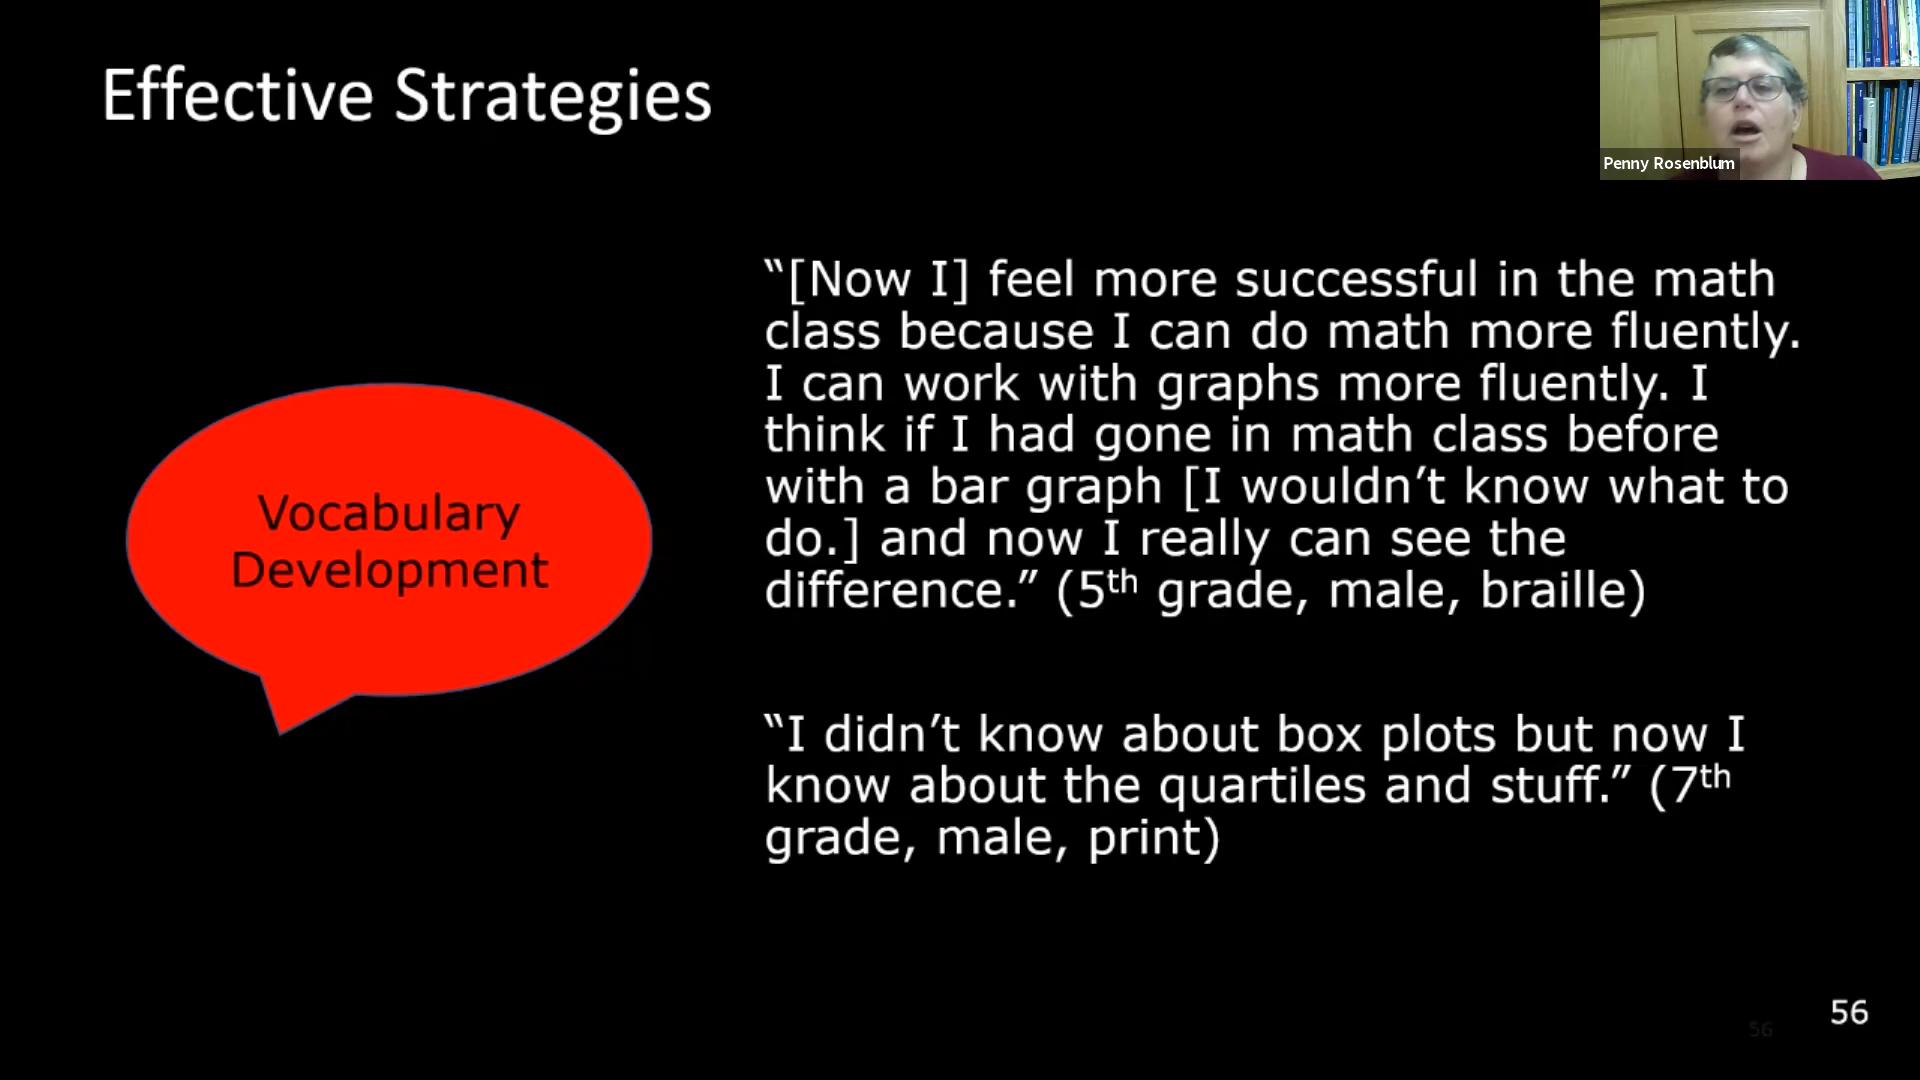 Effective Strategies
Penny Rosenblum
Vocabulary
Development
“[Now I] feel more successful in the math
class because I can do math more fluently.
I can work with graphs more fluently. I
think if I had gone in math class before
with a bar graph [I wouldn’t know what to
do.] and now I really can see the
difference.” (5th grade, male, braille)
“I didn’t know about box plots but now I
know about the quartiles and stuff.” (7th
grade, male, print)
56
56